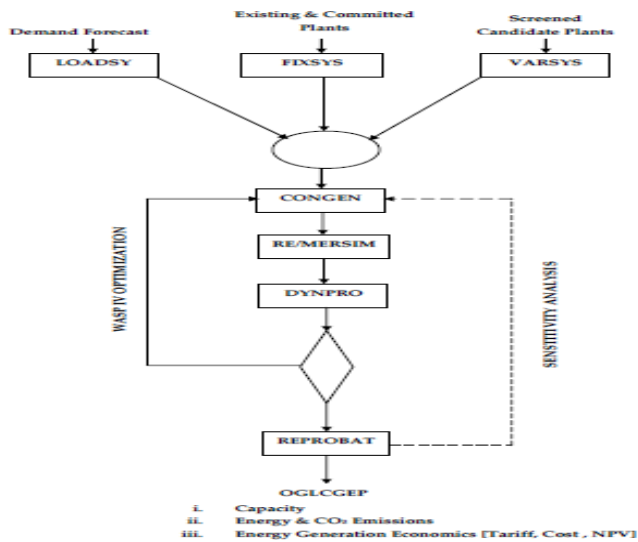 Demand Forecast
Existing & Committed
Plants
Screened
Candidate Plants
LOADSY
FIXSYS
VARSYS
CONGEN
RE/MERSIM
DYNPRO
WASP IV OPTIMIZATION
SENSITIVITY ANALYSIS
REPROBAT
OGLCGEP
i. Capacity
ii. Energy & CO₂ Emissions
iii. Energy Generation Economics [Tariff, Cost , NPV]